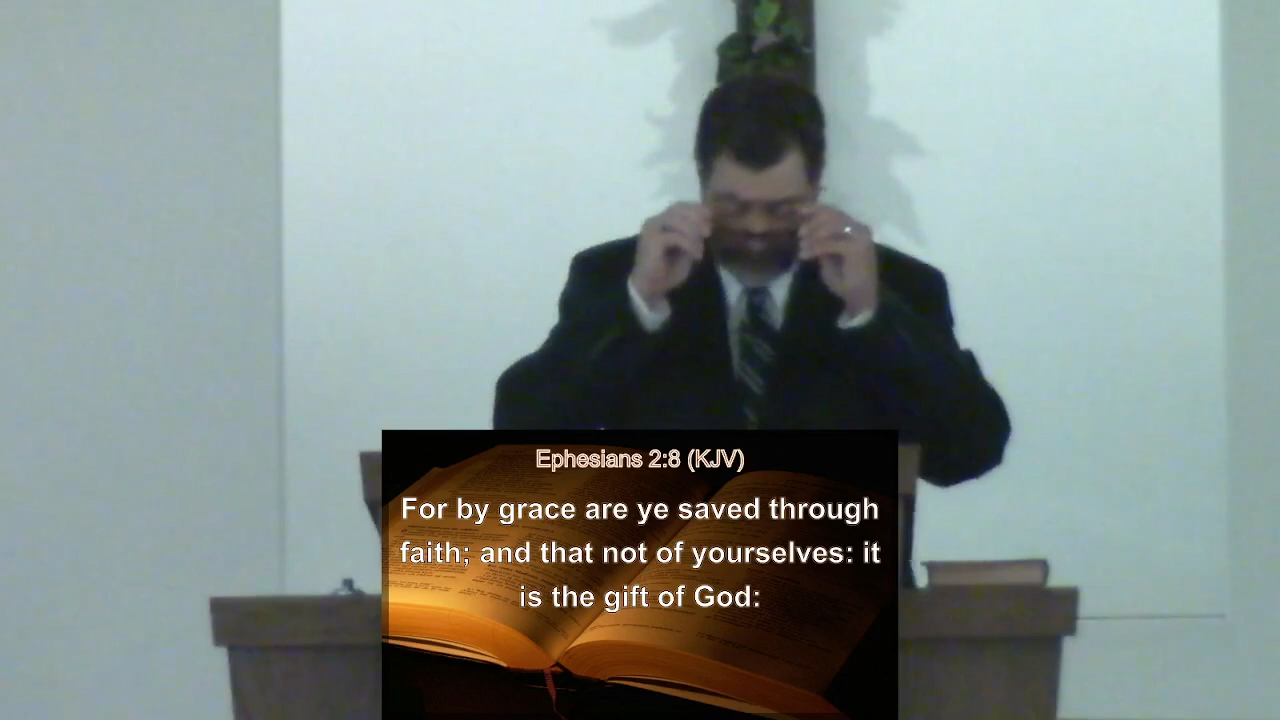 Ephesians 2:8 (KJV)
For by grace are ye saved through
faith; and that not of yourselves: it
is the gift of God: